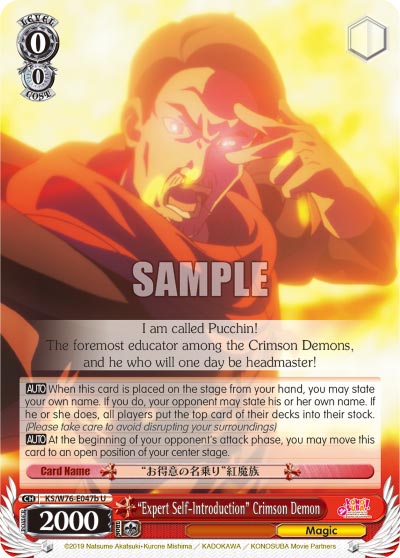 LEVEL
0
0
COST
SAMPLE
I am called Pucchin!
The foremost educator among the Crimson Demons,
and he who will one day be headmaster!
AUTO When this card is placed on the stage from your hand, you may state
your own name. If you do, your opponent may state his or her own name. If
he or she does, all players put the top card of their decks into their stock.
(Please take care to avoid disrupting your surroundings)
AUTO At the beginning of your opponent's attack phase, you may move this
card to an open position of your center stage.
Card Name
“お得意の名乗り”紅魔族
CH KS/W76-E047b U
POWER 2000
“Expert Self-Introduction” Crimson Demon
Magic
©2019 Natsume Akatsuki・Kurone Mishima / KADOKAWA / KONOSUBA Movie Partners